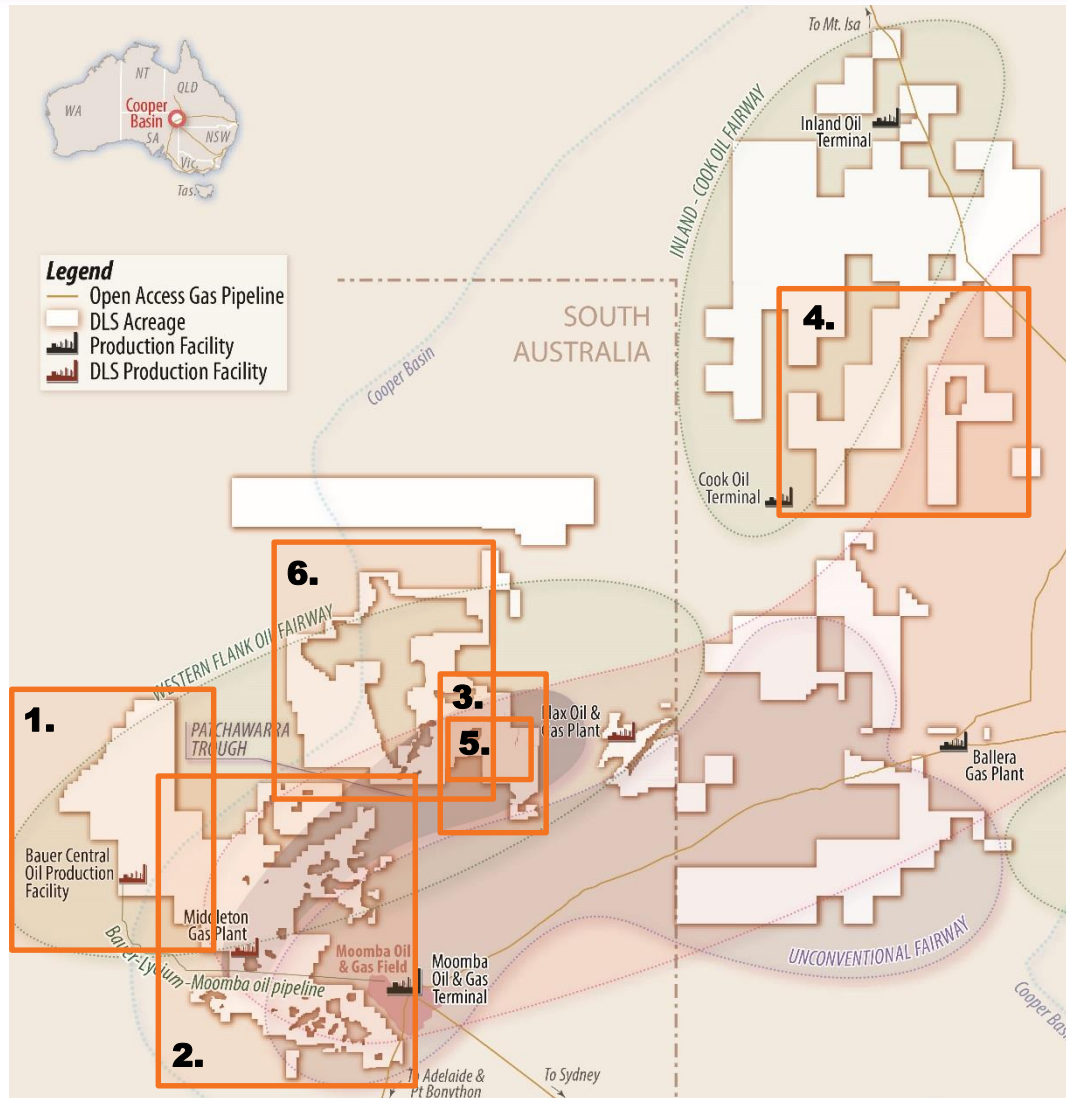 To Mt. Isa
NT
QLD
WA
Cooper
Basin
SA
NSW
Vic.
Tas.
Inland Oil
Terminal
INLAND - COOK OIL FAIRWAY
Legend
Open Access Gas Pipeline
DLS Acreage
Production Facility
DLS Production Facility
SOUTH
AUSTRALIA
4.
Cooper Basin
Cook Oil
Terminal
6.
WESTERN FLANK OIL FAIRWAY
3.
1.
PATCHAWARRA
TROUGH
5.
Hax Oil &
Gas Plant
Ballera
Gas Plant
Bauer Central
Oil Production
Facility
Middleton
Gas Plant
Bauer-Lycium-Moomba oil pipeline
Moomba Oil
& Gas Field
Moomba
Oil & Gas
Terminal
UNCONVENTIONAL FAIRWAY
Cooper Basin
2.
To Adelaide &
Pt Bonython
To Sydney